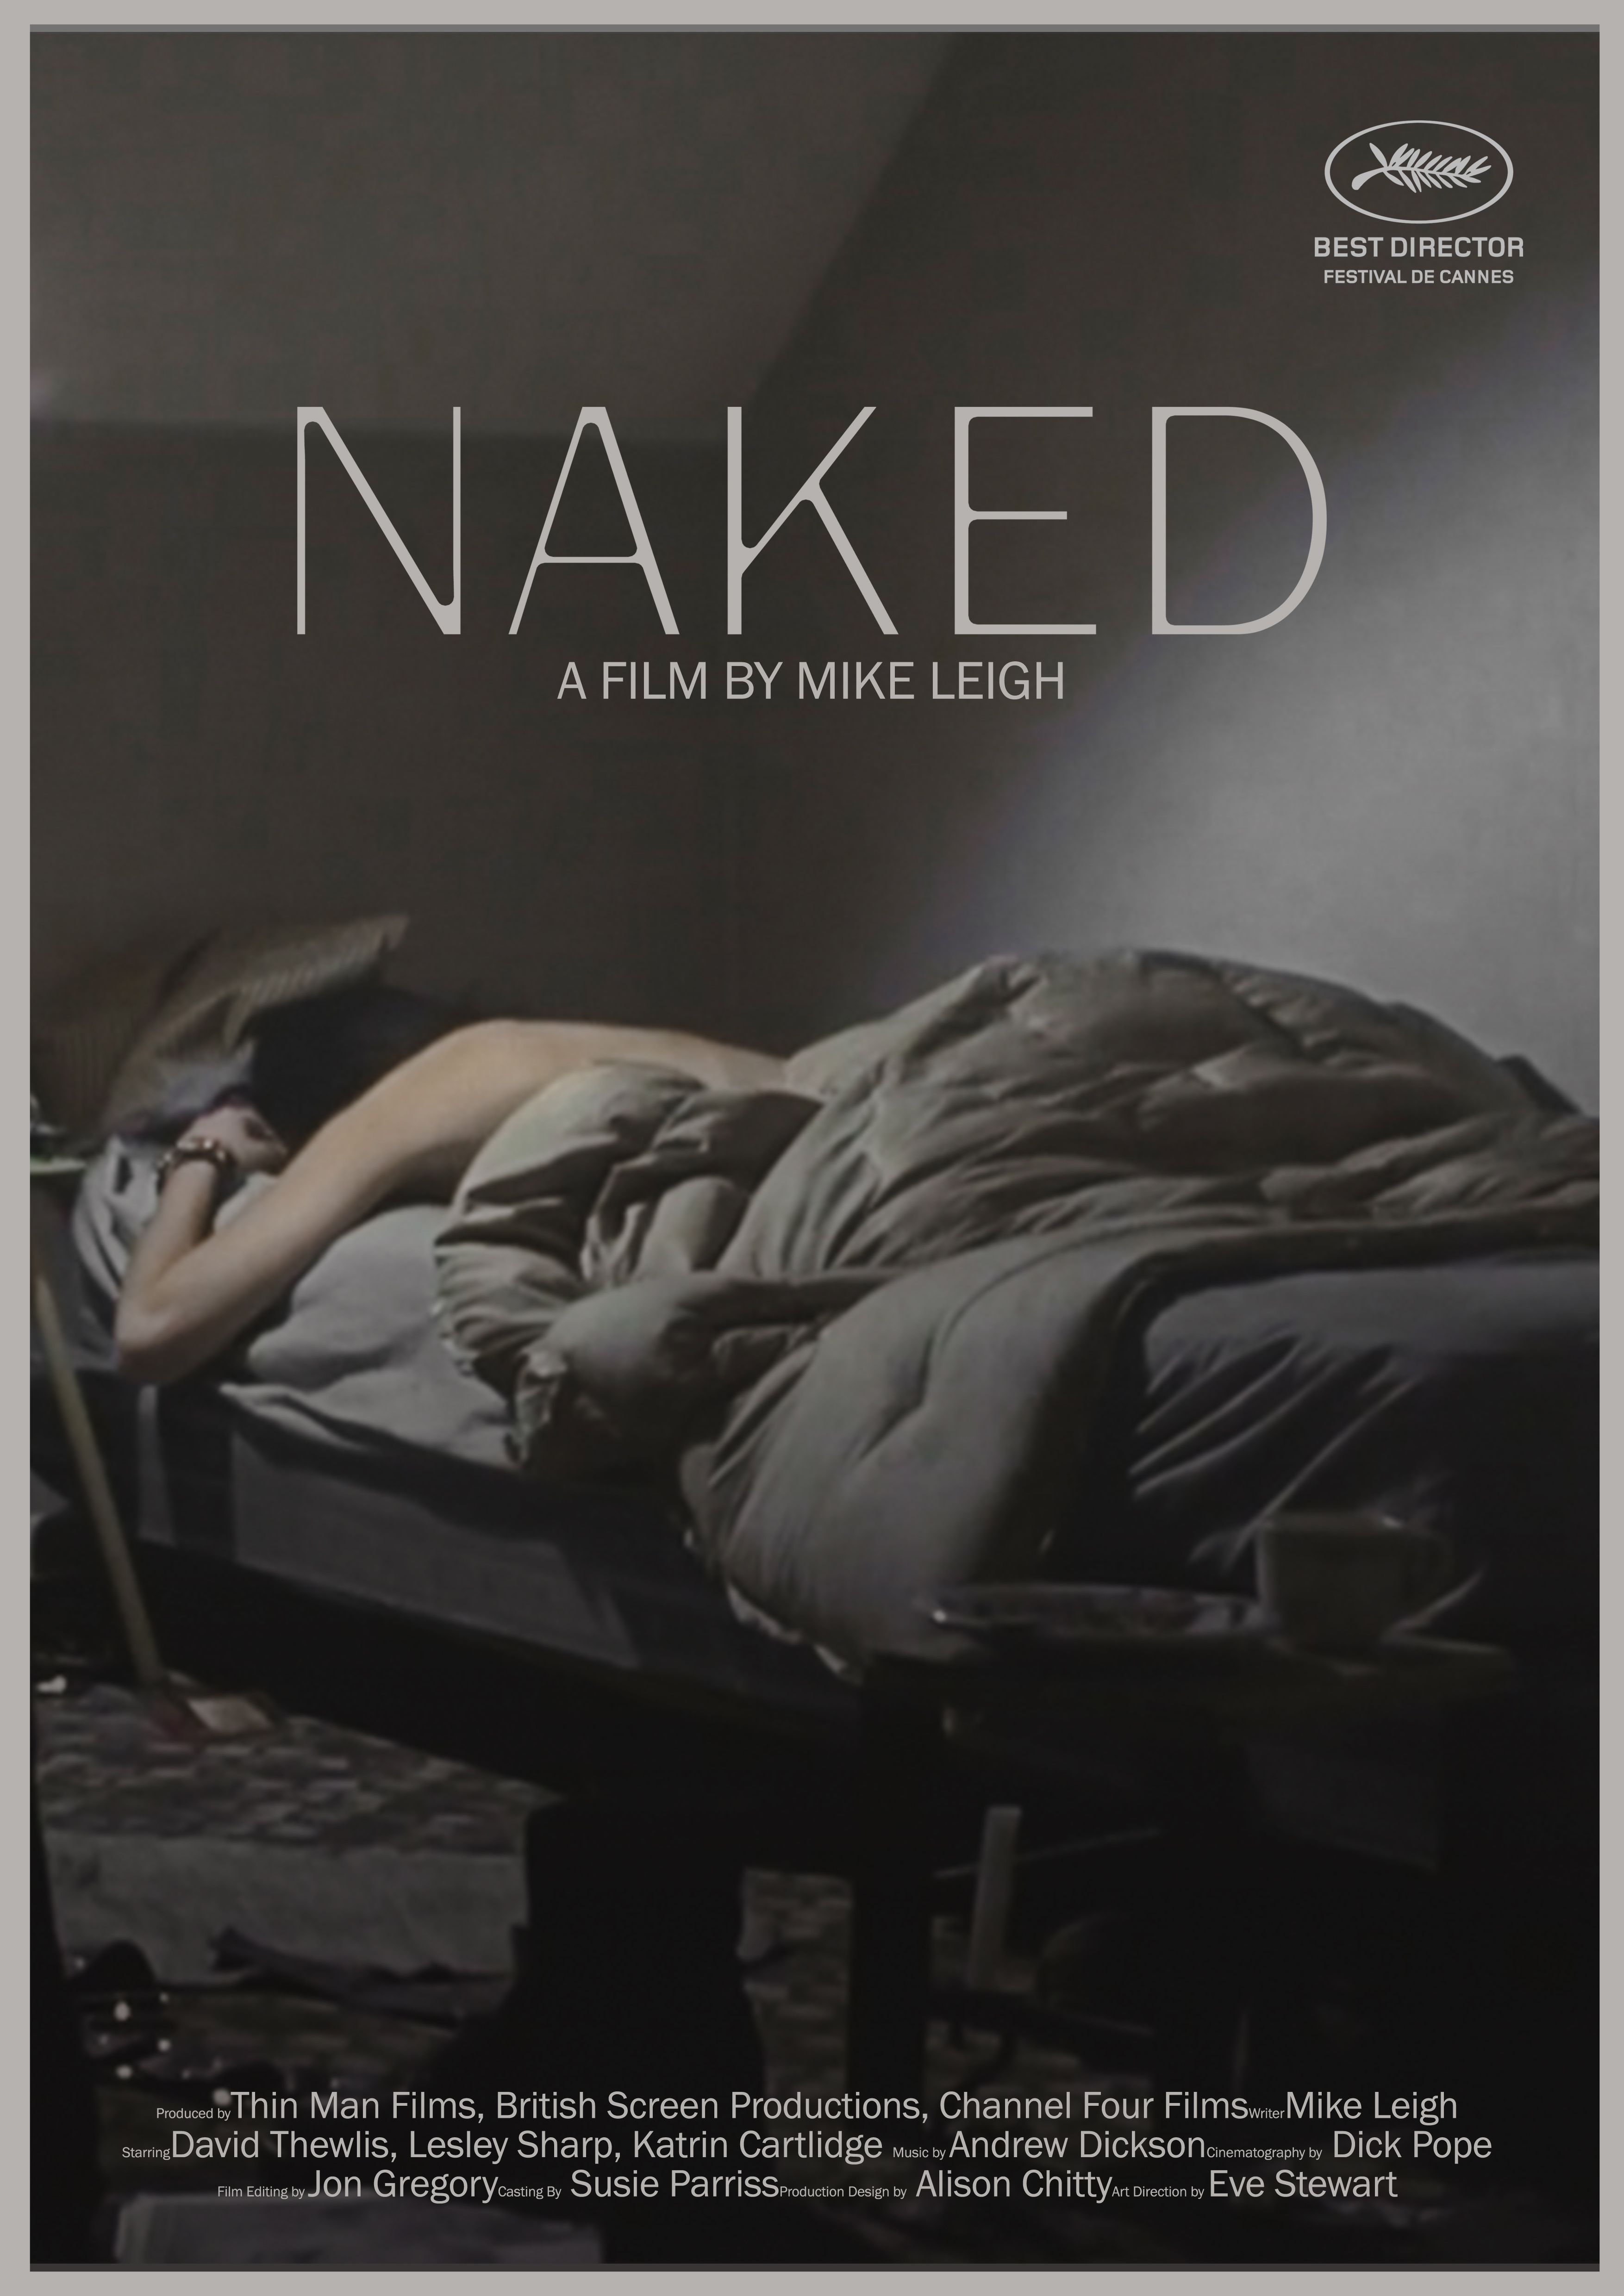 BEST DIRECTOR
FESTIVAL DE CANNES
NAKED
A FILM BY MIKE LEIGH
Produced by Thin Man Films, British Screen Productions, Channel Four Films Writer Mike Leigh
Starring David Thewlis, Lesley Sharp, Katrin Cartlidge Music by Andrew Dickson Cinematography by Dick Pope
Film Editing by Jon Gregory Casting By Susie Parriss Production Design by Alison Chitty Art Direction by Eve Stewart